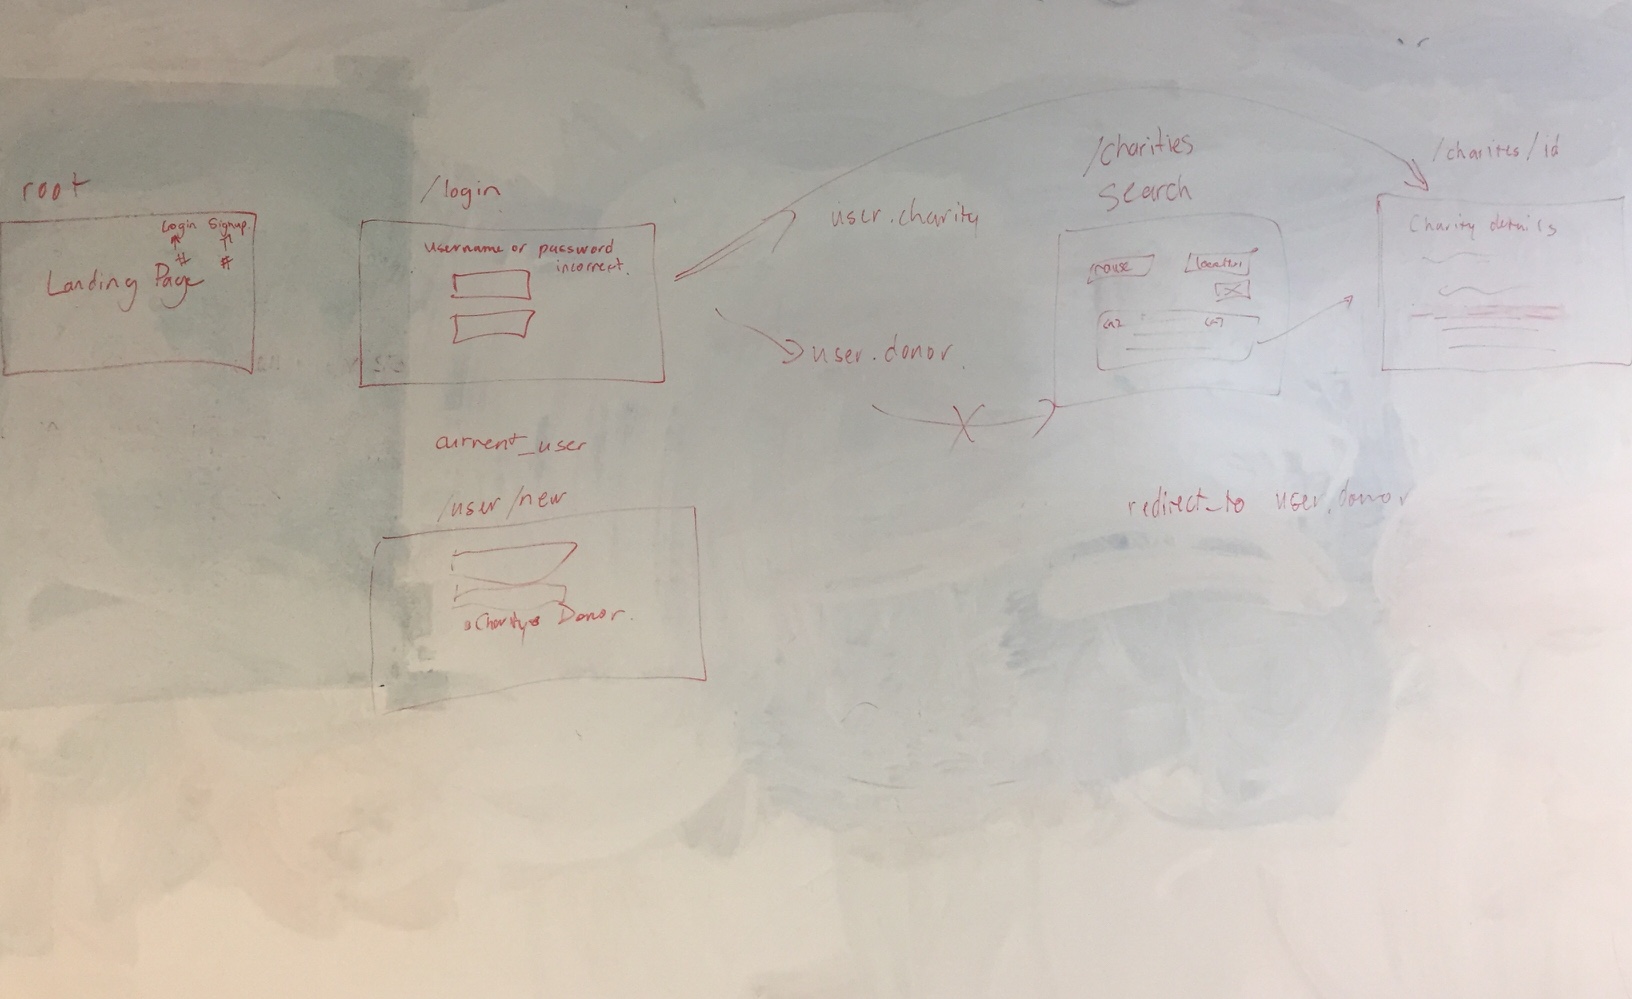 root
Login Signup
# #
Landing Page
/login
username or password
incorrect.
current_user
/user/new
Charity Donor.
user.charity
user.donor
/charities
search
cause location
/charites/id
Charity details
redirect_to user.donor